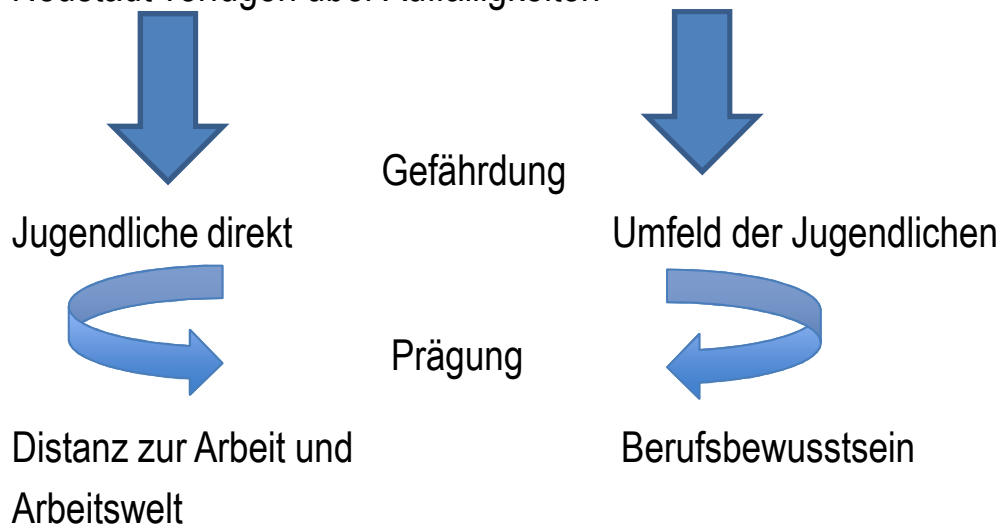 Gefährdung
Jugendliche direkt Umfeld der Jugendlichen
Prägung
Distanz zur Arbeit und Berufsbewusstsein
Arbeitswelt